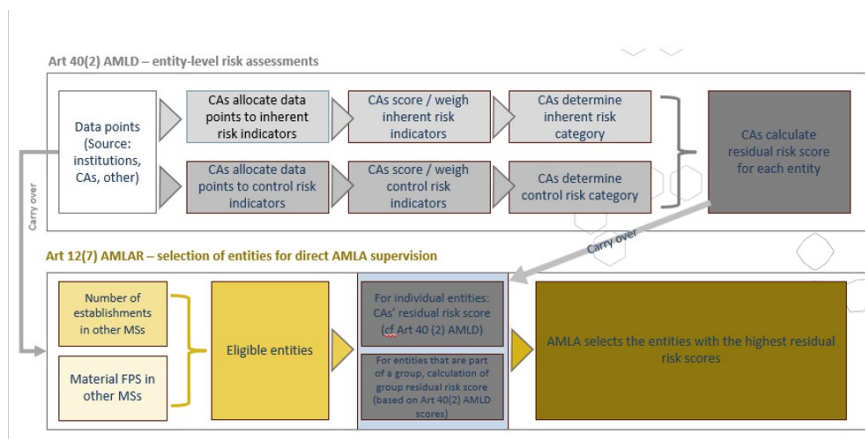 Art 40(2) AMLD – entity-level risk assessments
Data points
(Source:
institutions,
CAs, other)
CAs allocate data
points to inherent
risk indicators
CAs score / weigh
inherent risk
indicators
CAs determine
inherent risk
category
CAs allocate data
points to control risk
indicators
CAs score / weigh
control risk
indicators
CAs determine
control risk category
CAs calculate
residual risk score
for each entity
Carry over
Carry over
Art 12(7) AMLAR – selection of entities for direct AMLA supervision
Number of
establishments
in other MSs
Material FPS in
other MSs
Eligible entities
For individual entities:
CAs’ residual risk score
(cf Art 40 (2) AMLD)
For entities that are part
of a group, calculation of
group residual risk score
(based on Art 40(2) AMLD
scores)
AMLA selects the entities with the highest residual
risk scores